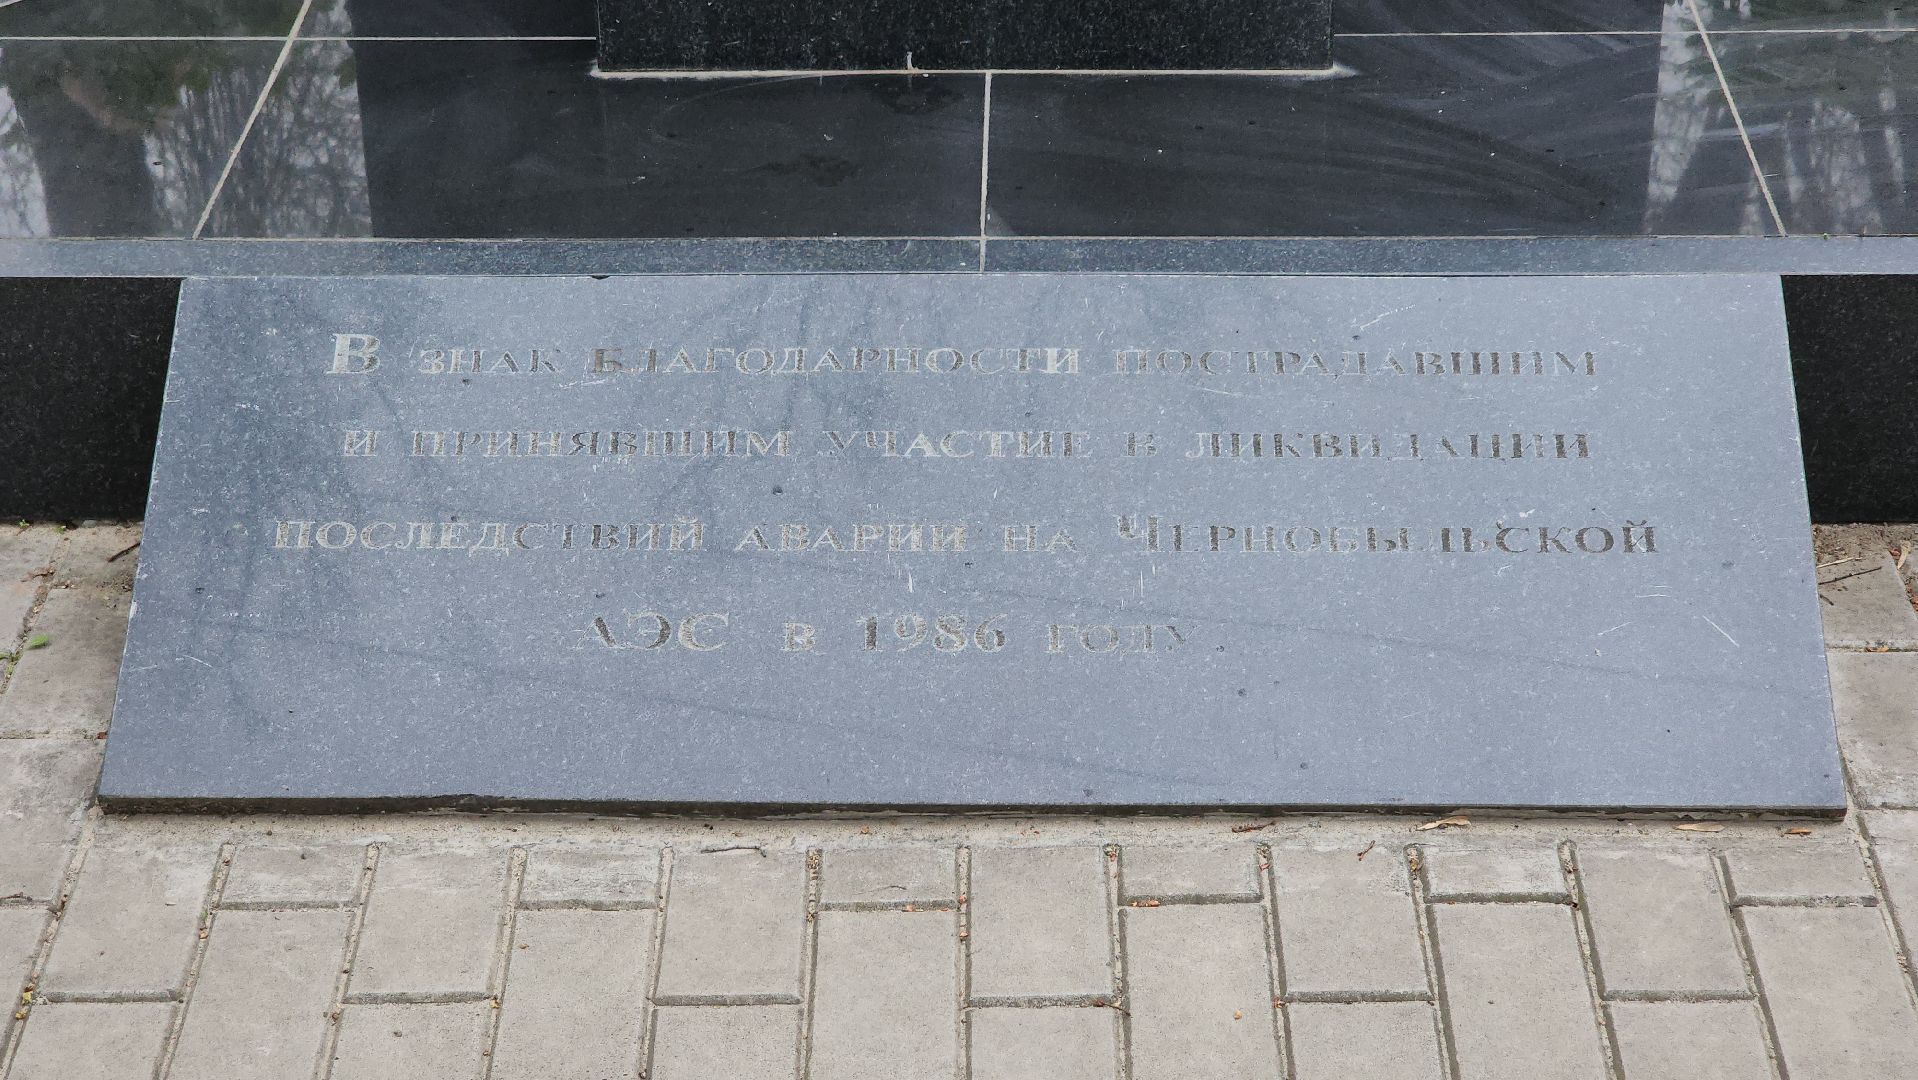 В ЗНАК БЛАГОДАРНОСТИ ПОСТРАДАВШИМ
И ПРИНЯВШИМ УЧАСТИЕ В ЛИКВИДАЦИИ
ПОСЛЕДСТВИЙ АВАРИИ НА ЧЕРНОБЫЛЬСКОЙ
АЭС В 1986 ГОДУ.